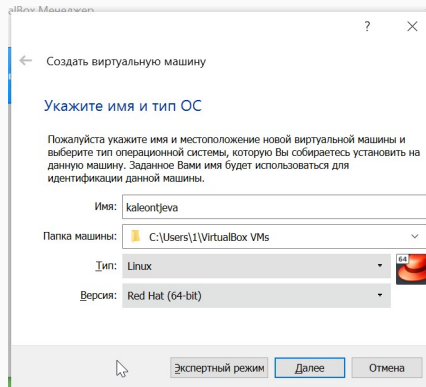 alBox Менеджер
?
Создать виртуальную машину
Укажите имя и тип ОС
Пожалуйста укажите имя и местоположение новой виртуальной машины и
выберите тип операционной системы, которую Вы собираетесь установить на
данную машину. Заданное Вами имя будет использоваться для
идентификации данной машины.
Имя: kaleontjeva
Папка машины: C:\Users\1\VirtualBox VMs
Тип: Linux
64
Версия: Red Hat (64-bit)
Экспертный режим Далее Отмена